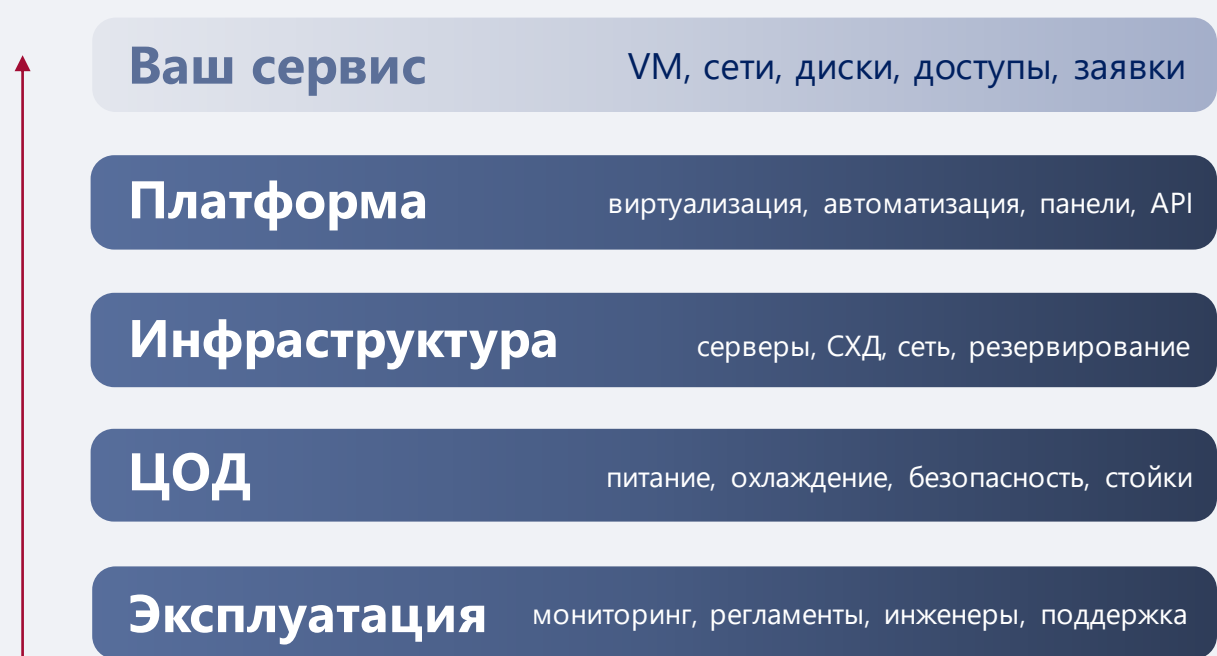 Ваш сервис VM, сети, диски, доступы, заявки
Платформа виртуализация, автоматизация, панели, API
Инфраструктура серверы, СХД, сеть, резервирование
ЦОД питание, охлаждение, безопасность, стойки
Эксплуатация мониторинг, регламенты, инженеры, поддержка